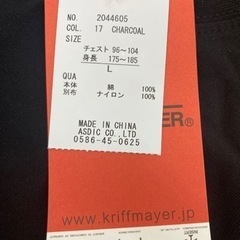 NO. 2044605
COL. 17 CHARCOAL
SIZE
チェスト 96~104
身長 175~185
L
QUA
本体 綿 100%
別布 ナイロン 100%
MADE IN CHINA
ASDIC CO.,LTD
0586-45-0625
YER®
www.kriffmayer.jp